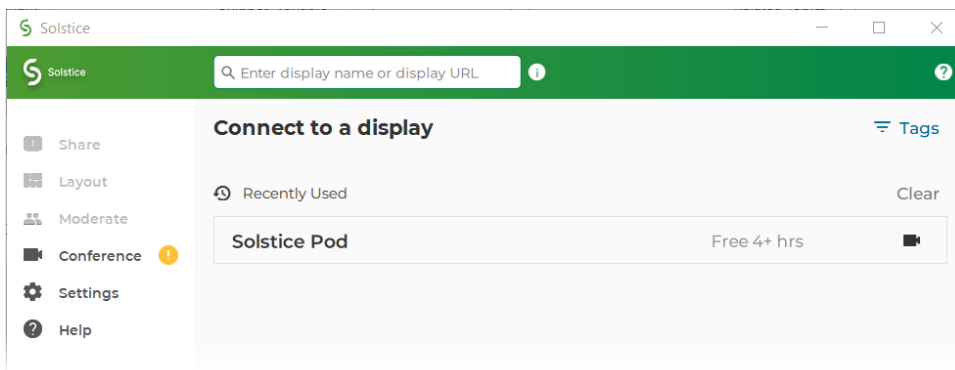 Solstice
Solstice
Enter display name or display URL
Connect to a display
Tags
Share
Layout
Moderate
Conference
Settings
Help
Recently Used
Clear
Solstice Pod
Free 4+ hrs